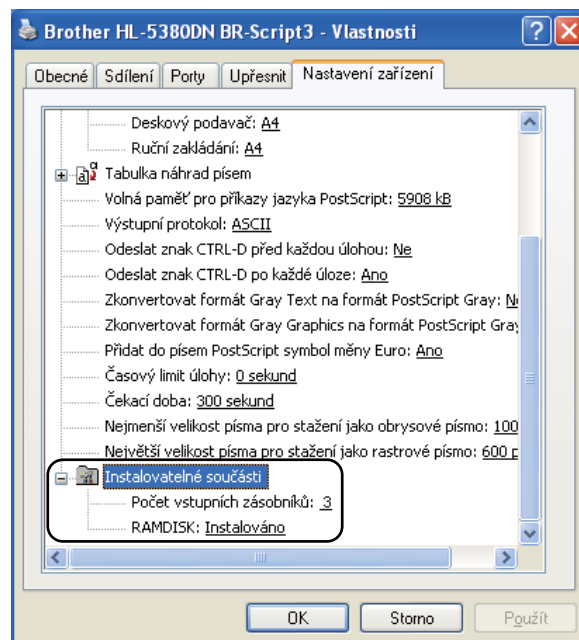 Brother HL-5380DN BR-Script3 - Vlastnosti
Obecné Sdílení Porty Upřesnit Nastavení zařízení
Deskový podavač: A4
Ruční zakládání: A4
Tabulka náhrad písem
Volná paměť pro příkazy jazyka PostScript: 5908 kB
Výstupní protokol: ASCII
Odeslat znak CTRL-D před každou úlohou: Ne
Odeslat znak CTRL-D po každé úloze: Ano
Zkonvertovat formát Gray Text na formát PostScript Gray:
Zkonvertovat formát Gray Graphics na formát PostScript Gray
Přidat do písem PostScript symbol měny Euro: Ano
Časový limit úlohy: 0 sekund
Čekací doba: 300 sekund
Nejmenší velikost písma pro stažení jako obrysové písmo: 100
Největší velikost písma pro stažení jako rastrové písmo: 600
Instalovatelné součásti
Počet vstupních zásobníků: 3
RAMDISK: Instalováno
OK Storno Použít